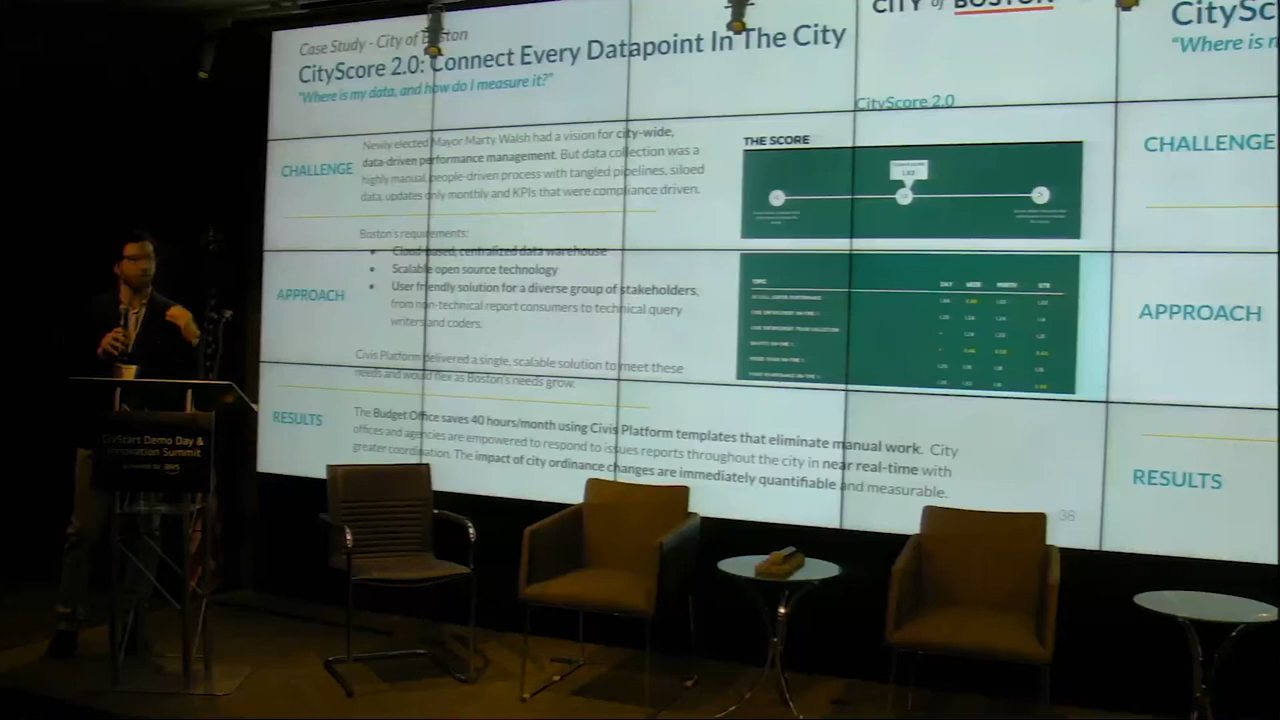 Case Study - City of Boston
CITY of BOSTON
CityScore 2.0: Connect Every Datapoint In The City
"Where is my data, and how do I measure it?"
CityScore 2.0
CHALLENGE
Newly elected Mayor Marty Walsh had a vision for city-wide,
data-driven performance management. But data collection was a
highly manual, people-driven process with tangled pipelines, siloed
data, updates only monthly and KPIs that were compliance driven.
THE SCORE
APPROACH
Boston's requirements:
• Cloud-based, centralized data warehouse
• Scalable open source technology
• User friendly solution for a diverse group of stakeholders,
from non-technical report consumers to technical query
writers and coders.
Civis Platform delivered a single, scalable solution to meet these
needs and would flex as Boston's needs grow.
TOPIC
DAY WEEK MONTH QTR
RESULTS
The Budget Office saves 40 hours/month using Civis Platform templates that eliminate manual work. City
offices and agencies are empowered to respond to issues reports throughout the city in near real-time with
greater coordination. The impact of city ordinance changes are immediately quantifiable and measurable.
38
CitySc
"Where is
CHALLENGE
APPROACH
RESULTS
CivStart Demo Day &
Innovation Summit
powered by aws